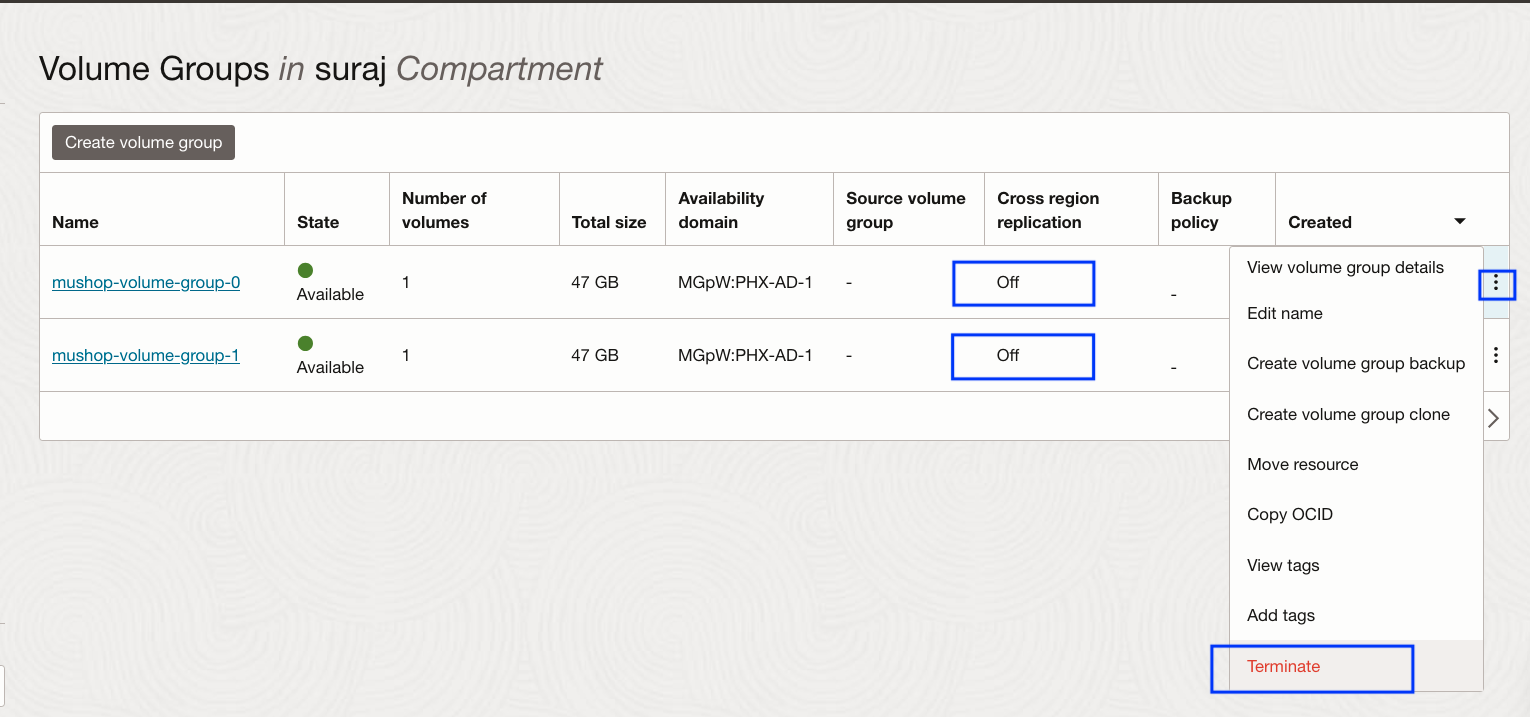 Volume Groups in suraj Compartment
Create volume group
Name
State
Number of
volumes
Total size
Availability
domain
Source volume
group
Cross region
replication
Backup
policy
Created
mushop-volume-group-0
Available
1
47 GB
MGpW:PHX-AD-1
-
Off
-
mushop-volume-group-1
Available
1
47 GB
MGpW:PHX-AD-1
-
Off
-
View volume group details
Edit name
Create volume group backup
Create volume group clone
Move resource
Copy OCID
View tags
Add tags
Terminate